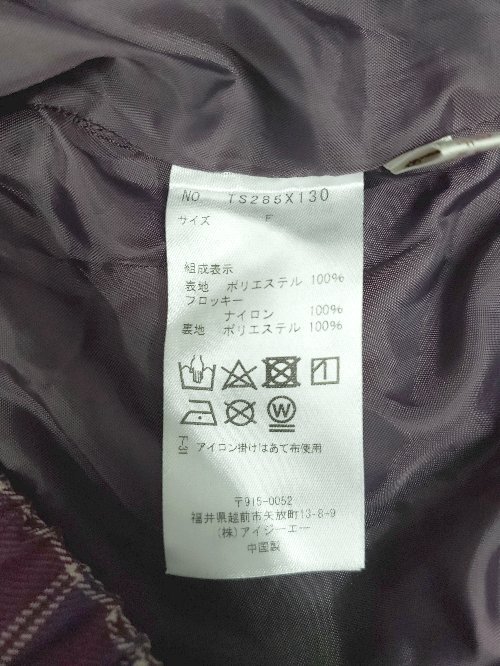 NO. TS285X130
サイズ F
組成表示
表地 ポリエステル 100%
フロッキー
ナイロン 100%
裏地 ポリエステル 100%
W
T-31 アイロン掛けはあて布使用
〒915-0052
福井県越前市矢放町13-8-9
(株)アイジーエー
中国製